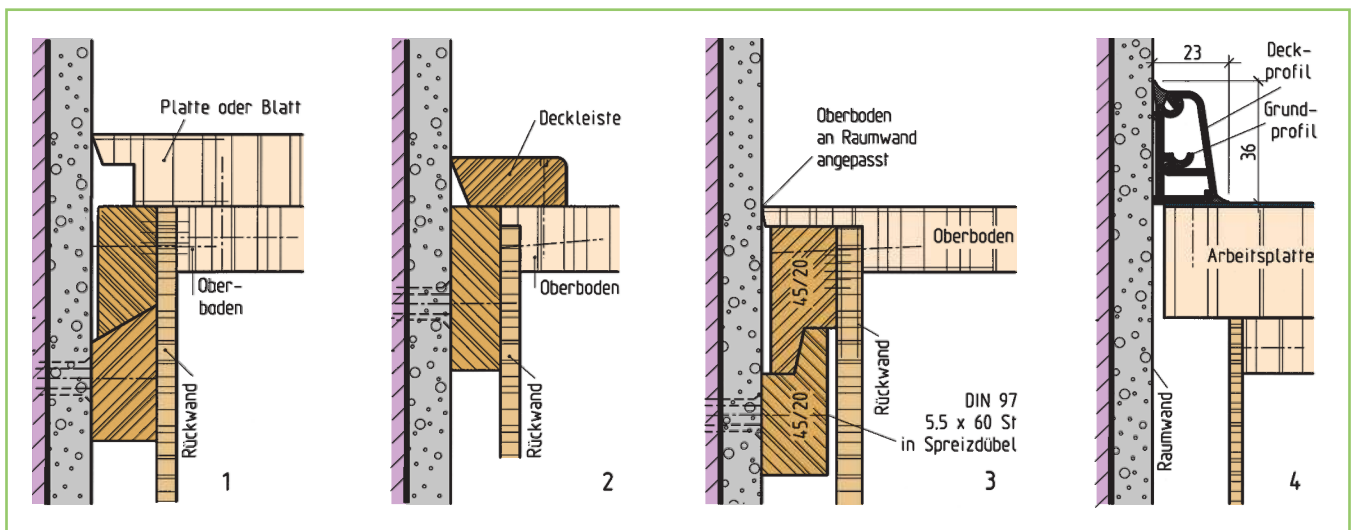 Platte oder Blatt
Ober-
boden
Rückwand
1
Deckleiste
Oberboden
Rückwand
2
Oberboden
an Raumwand
angepasst
Oberboden
45/20
45/20
Rückwand
DIN 97
5,5 x 60 St
in Spreizdübel
3
23
Deck-
profil
Grund-
profil
36
Arbeitsplatte
Raumwand
4